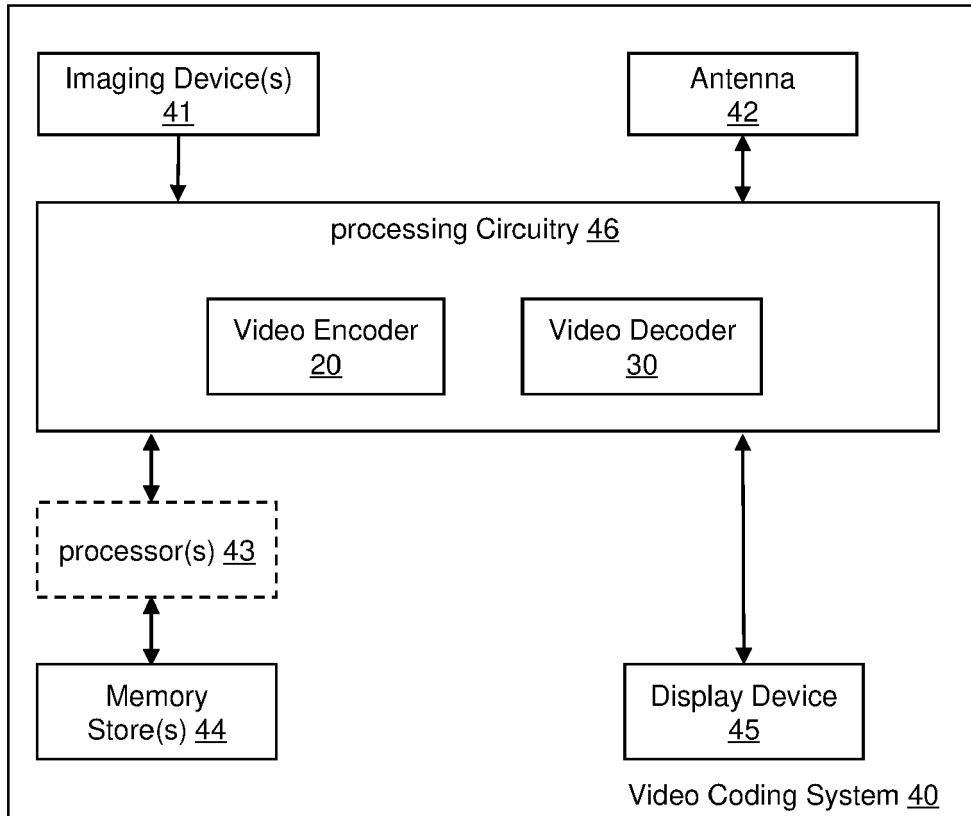 Imaging Device(s)
41
Antenna
42
processing Circuitry 46
Video Encoder
20
Video Decoder
30
processor(s) 43
Memory
Store(s) 44
Display Device
45
Video Coding System 40